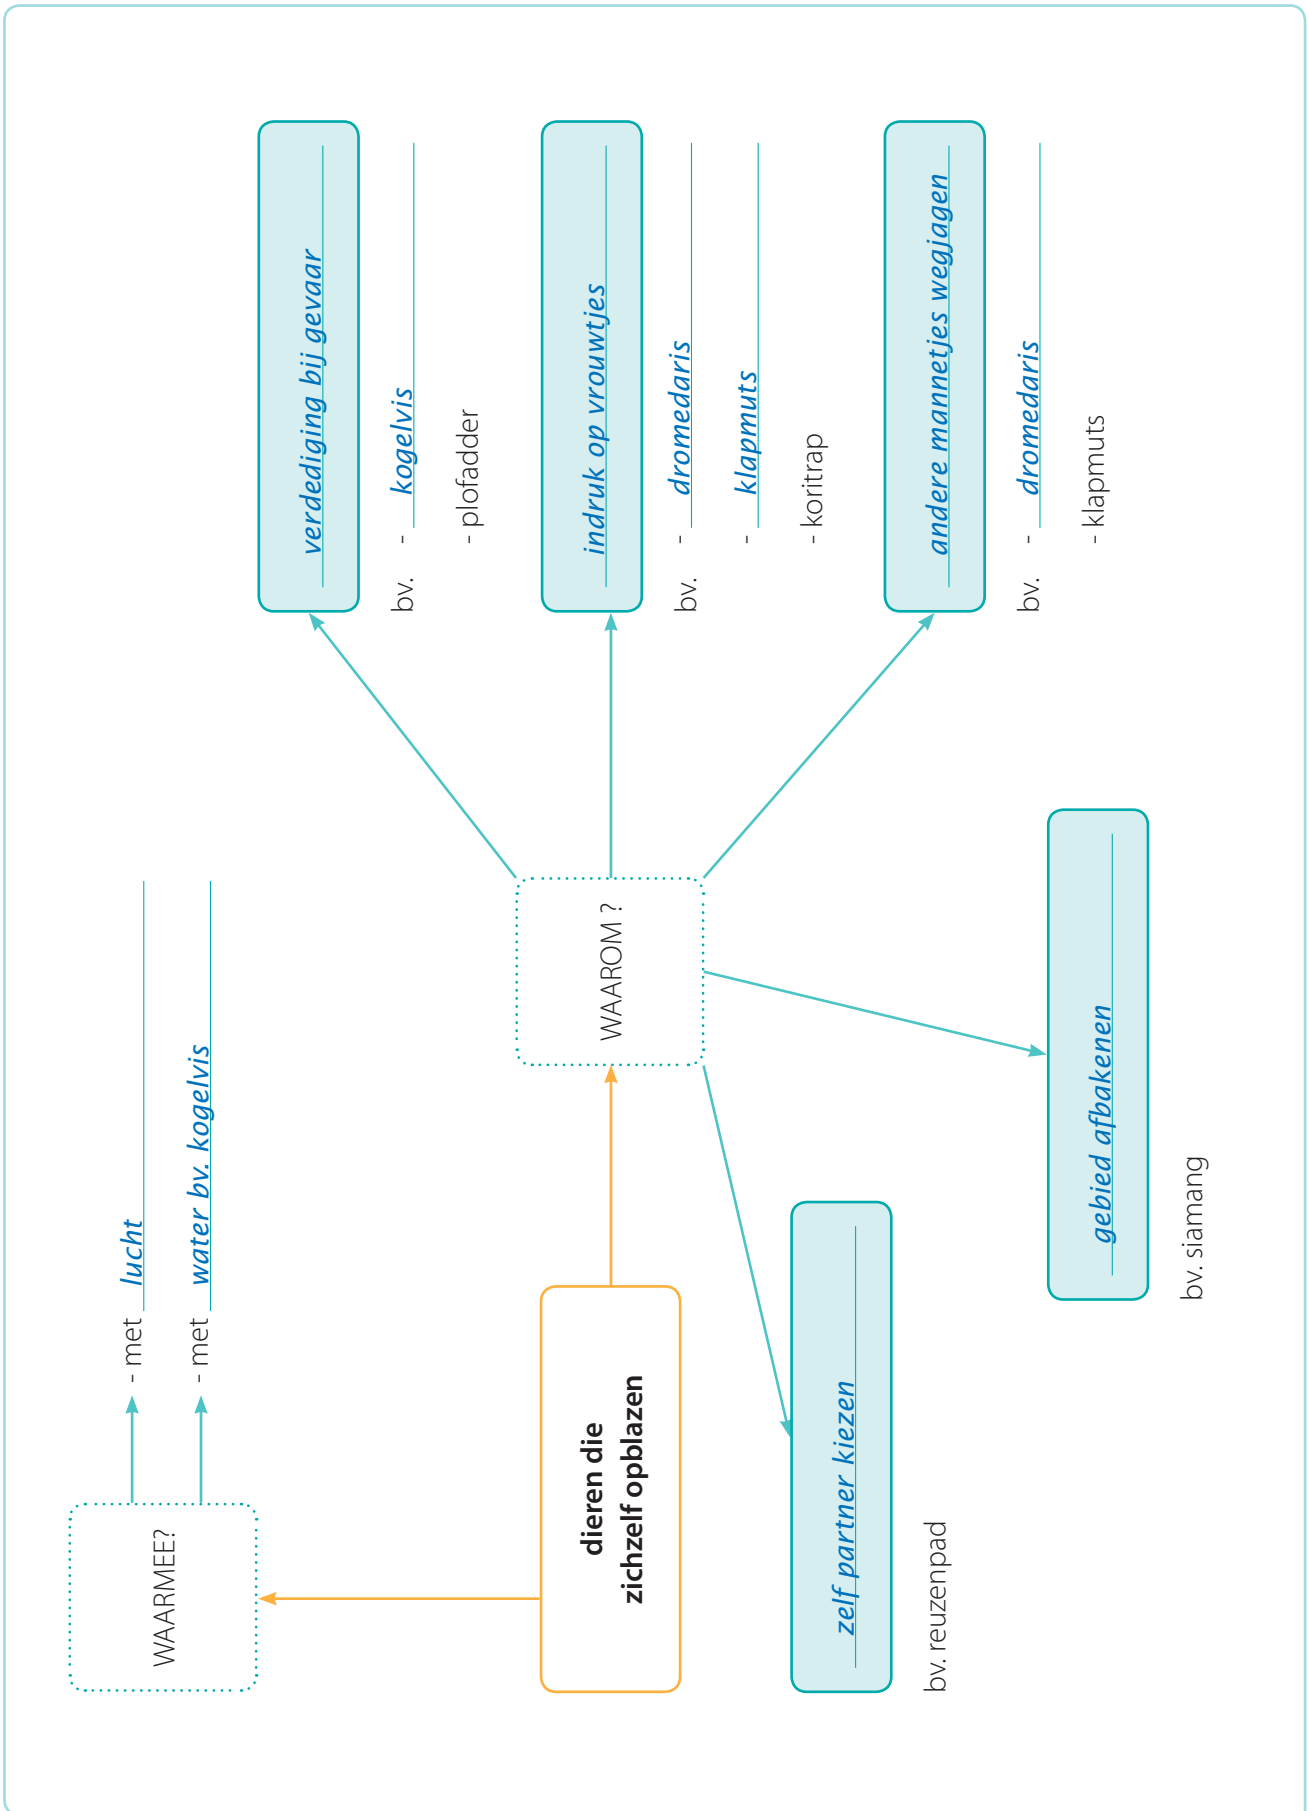 WAARMEE?
- met lucht
- met water bv. kogelvis
dieren die
zichzelf opblazen
WAAROM ?
verdediging bij gevaar
bv. - kogelvis
- plofadder
indruk op vrouwtjes
bv. - dromedaris
- klapmuts
- koritrap
andere mannetjes wegjagen
bv. - dromedaris
- klapmuts
zelf partner kiezen
bv. reuzenpad
gebied afbakenen
bv. siamang